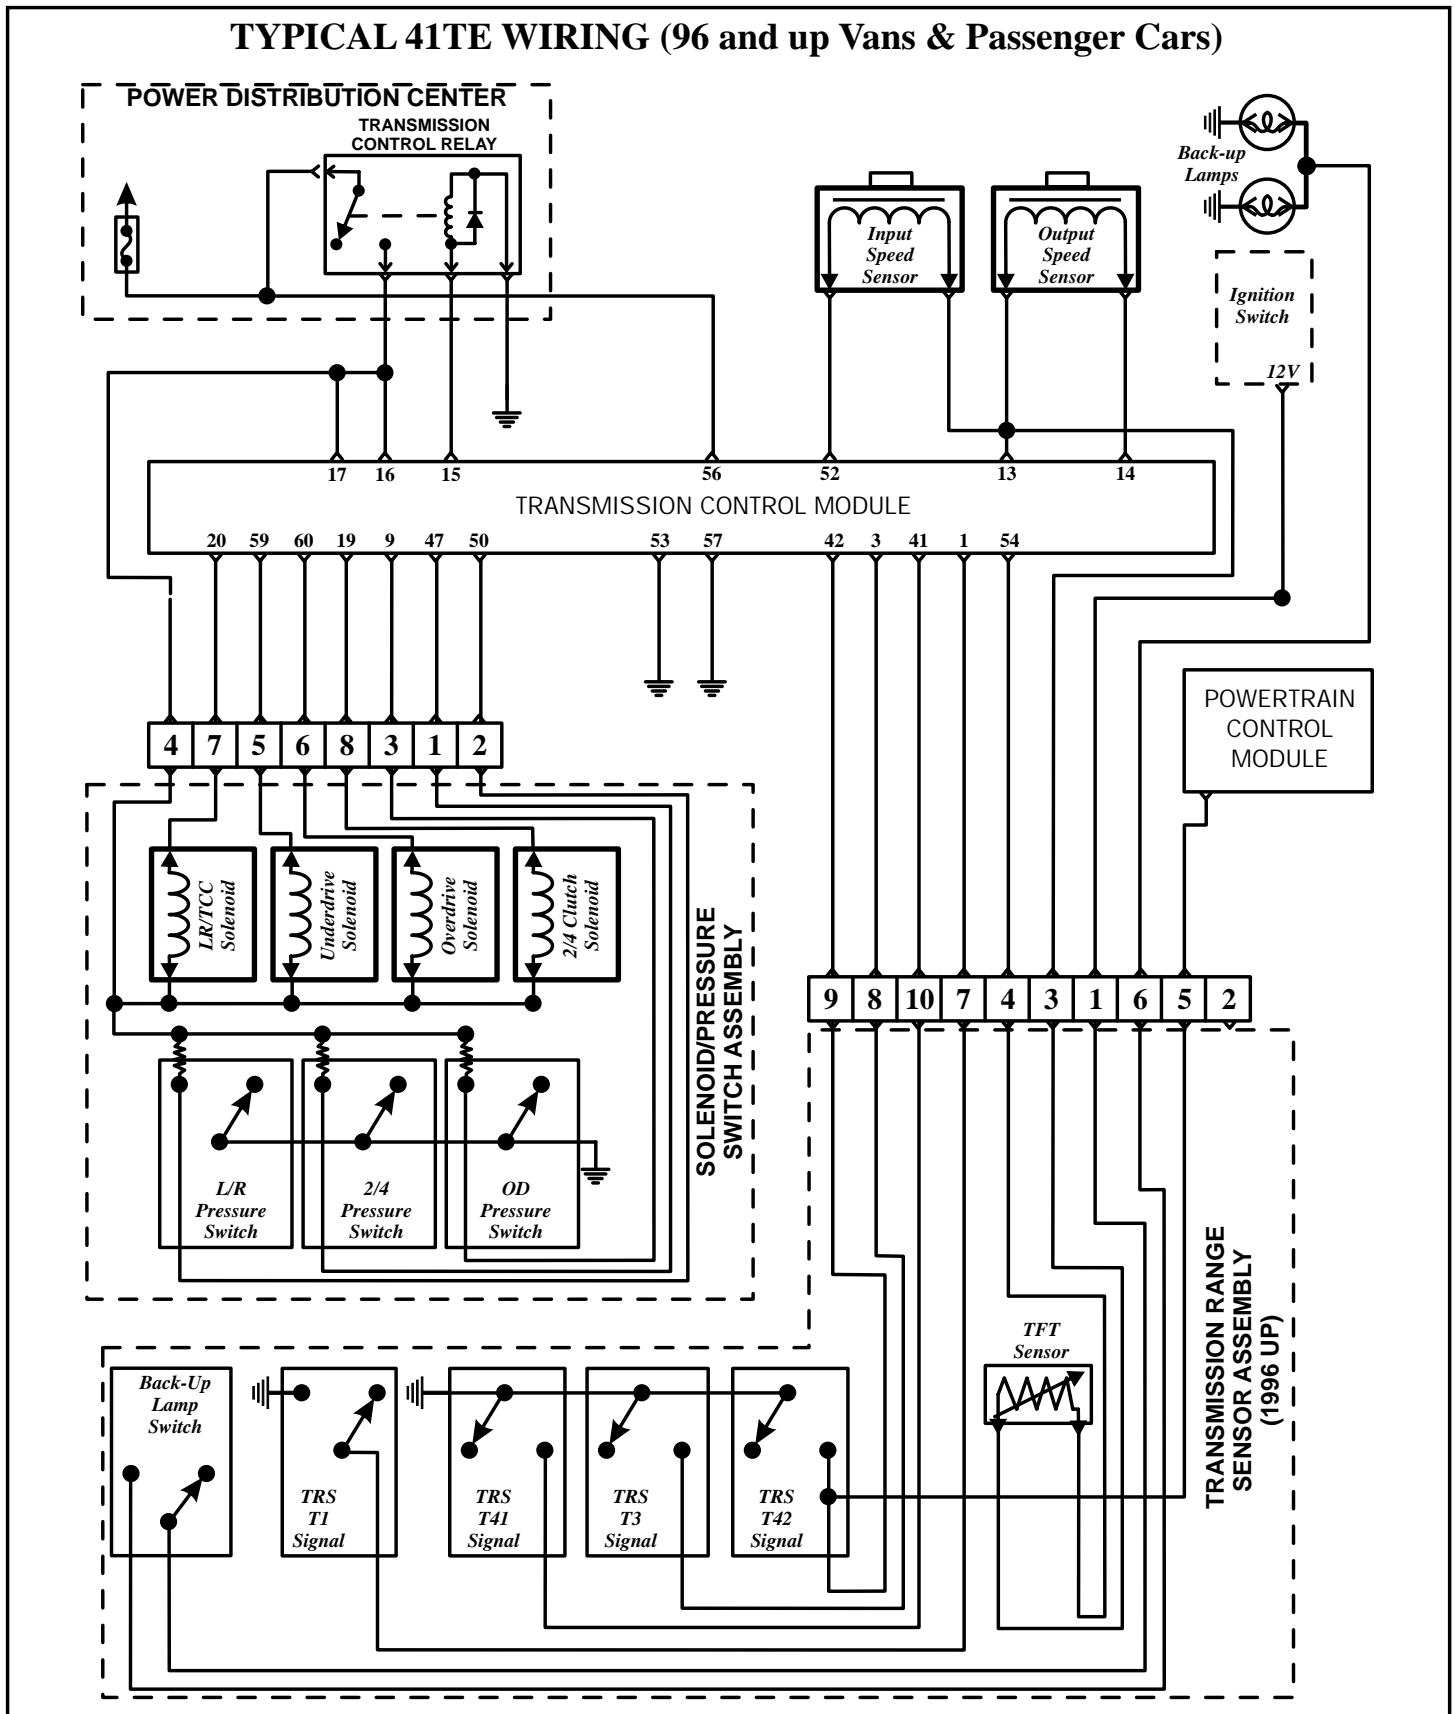 TYPICAL 41TE WIRING (96 and up Vans & Passenger Cars)
POWER DISTRIBUTION CENTER
TRANSMISSION
CONTROL RELAY
Back-up
Lamps
Input
Speed
Sensor
Output
Speed
Sensor
Ignition
Switch
12V
17 16 15 56 52 13 14
TRANSMISSION CONTROL MODULE
20 59 60 19 9 47 50 53 57 42 3 41 1 54
POWERTRAIN
CONTROL
MODULE
4 7 5 6 8 3 1 2
LR/TCC
Solenoid
Underdrive
Solenoid
Overdrive
Solenoid
2/4 Clutch
Solenoid
SOLENOID/PRESSURE
SWITCH ASSEMBLY
9 8 10 7 4 3 1 6 5 2
L/R
Pressure
Switch
2/4
Pressure
Switch
OD
Pressure
Switch
TRANSMISSION RANGE
SENSOR ASSEMBLY
(1996 UP)
TFT
Sensor
Back-Up
Lamp
Switch
TRS
T1
Signal
TRS
T41
Signal
TRS
T3
Signal
TRS
T42
Signal